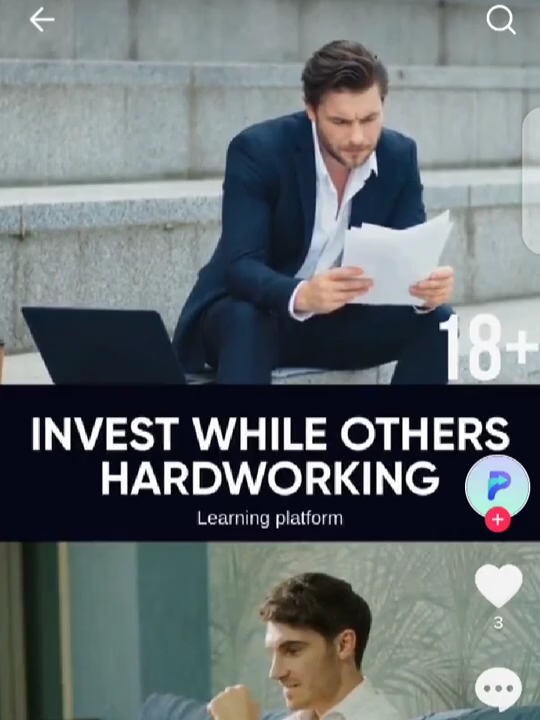 18+
INVEST WHILE OTHERS
HARDWORKING
Learning platform
3